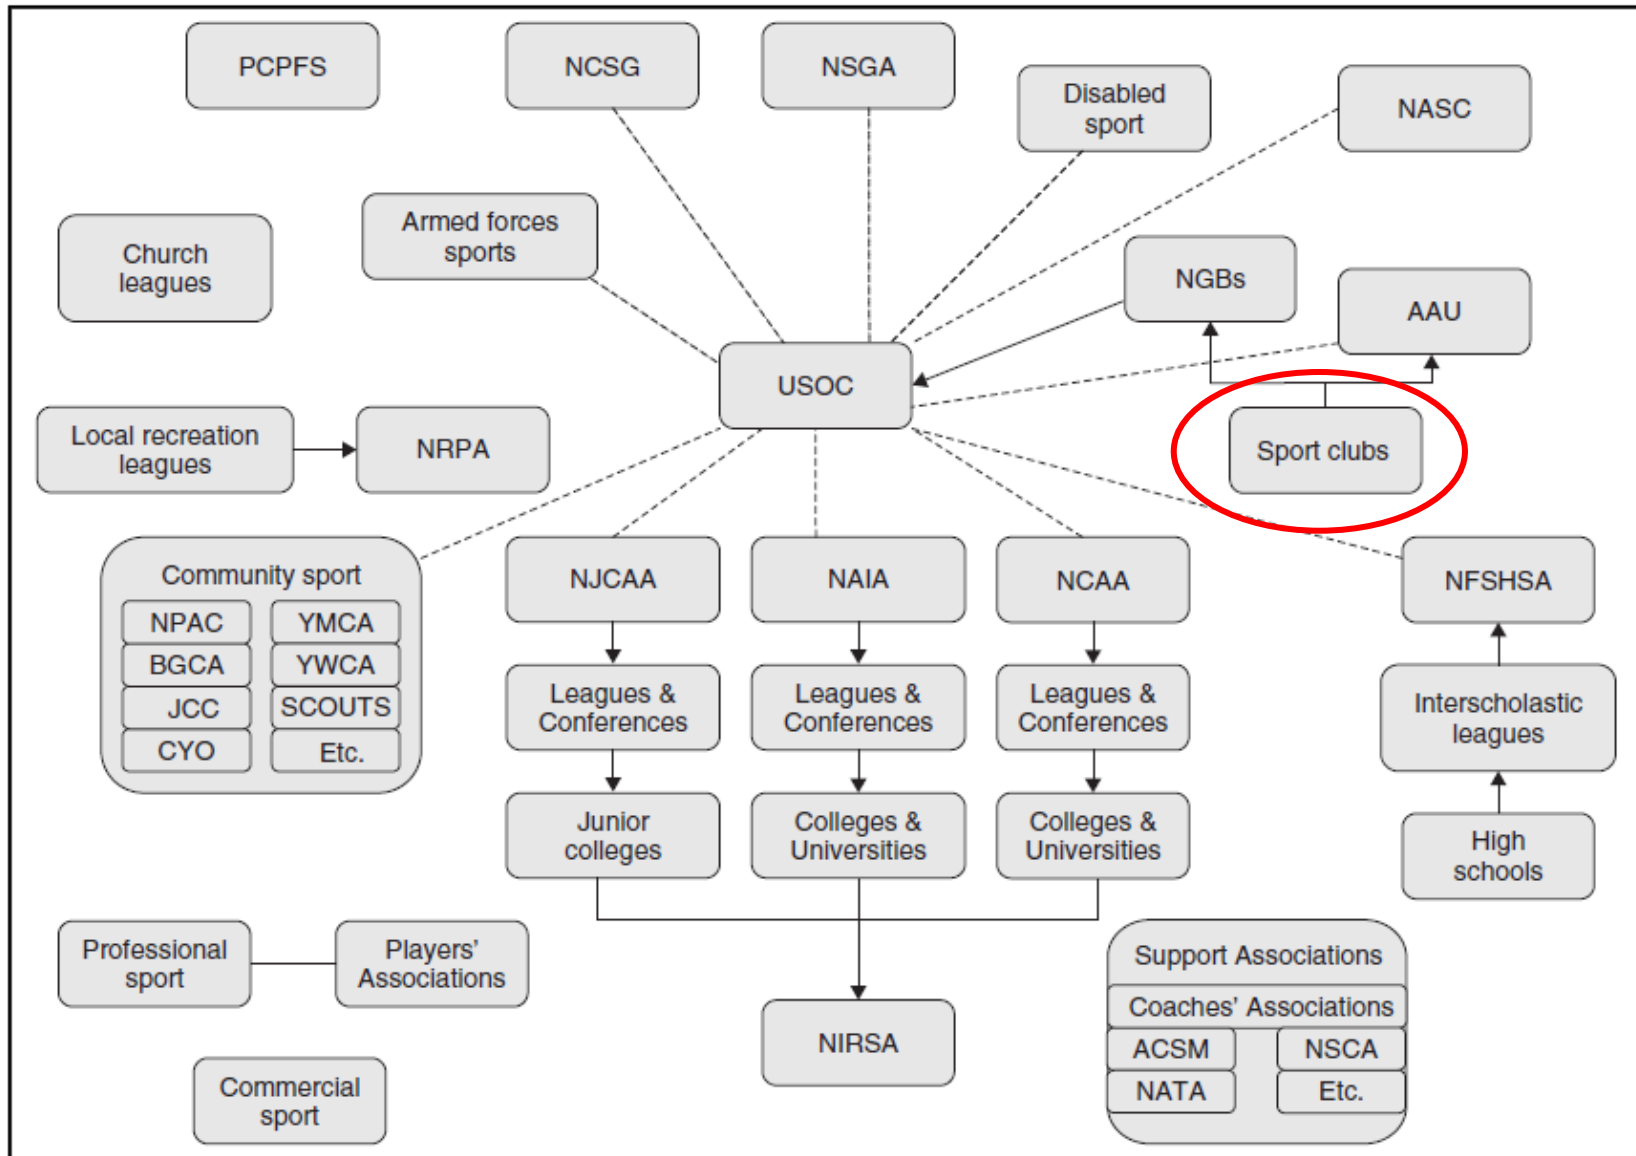 PCPFS
NCSG
NSGA
Disabled
sport
NASC
Armed forces
sports
Church
leagues
NGBs
AAU
USOC
Local recreation
leagues
NRPA
Sport clubs
Community sport
NPAC
YMCA
BGCA
YWCA
JCC
SCOUTS
CYO
Etc.
NJCAA
NAIA
NCAA
NFSHSA
Leagues &
Conferences
Leagues &
Conferences
Leagues &
Conferences
Interscholastic
leagues
Junior
colleges
Colleges &
Universities
Colleges &
Universities
High
schools
Professional
sport
Players’
Associations
Support Associations
Coaches’ Associations
ACSM
NSCA
NATA
Etc.
NIRSA
Commercial
sport